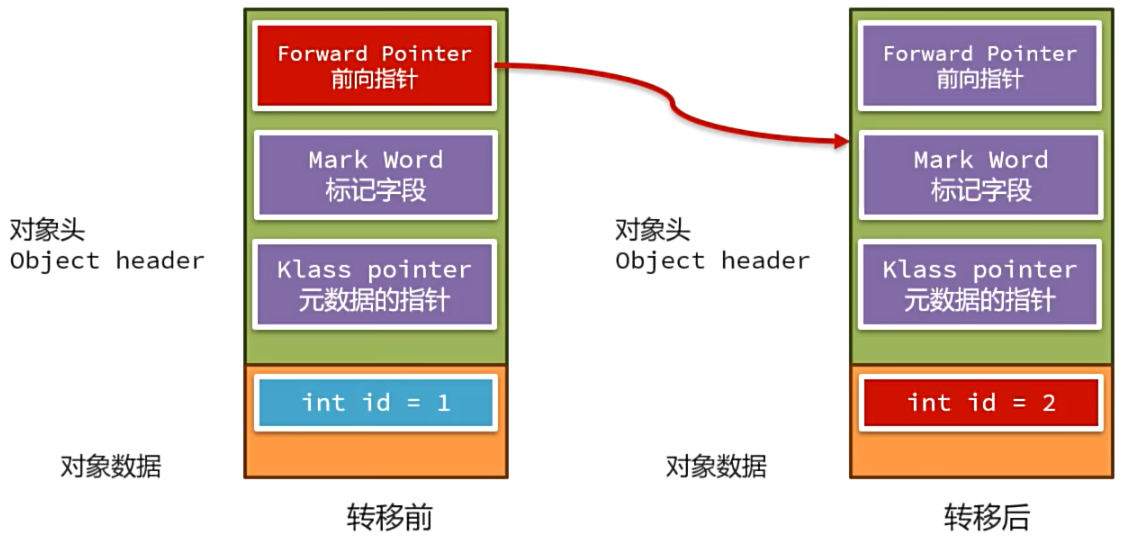 Forward Pointer
前向指针
Mark Word
标记字段
对象头
Object header
Klass pointer
元数据的指针
int id = 1
对象数据
转移前
Forward Pointer
前向指针
Mark Word
标记字段
对象头
Object header
Klass pointer
元数据的指针
int id = 2
对象数据
转移后